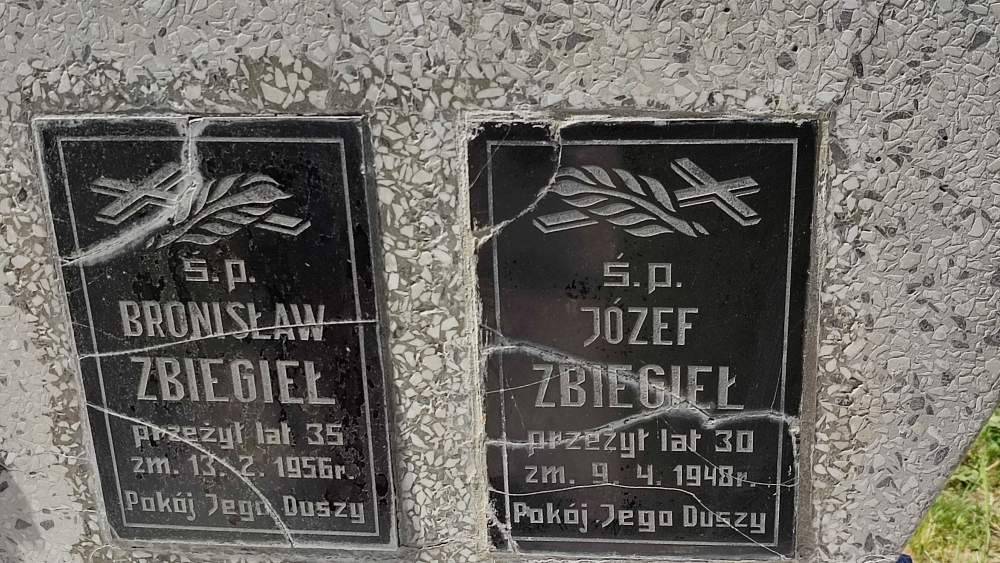 ś.p.
BRONISŁAW
ZBIEGIEŁ
przeżył lat 35
zm. 13. 2. 1956r.
Pokój Jego Duszy
ś.p.
JÓZEF
ZBIEGIEŁ
przeżył lat 30
zm. 9. 4. 1948r.
Pokój Jego Duszy